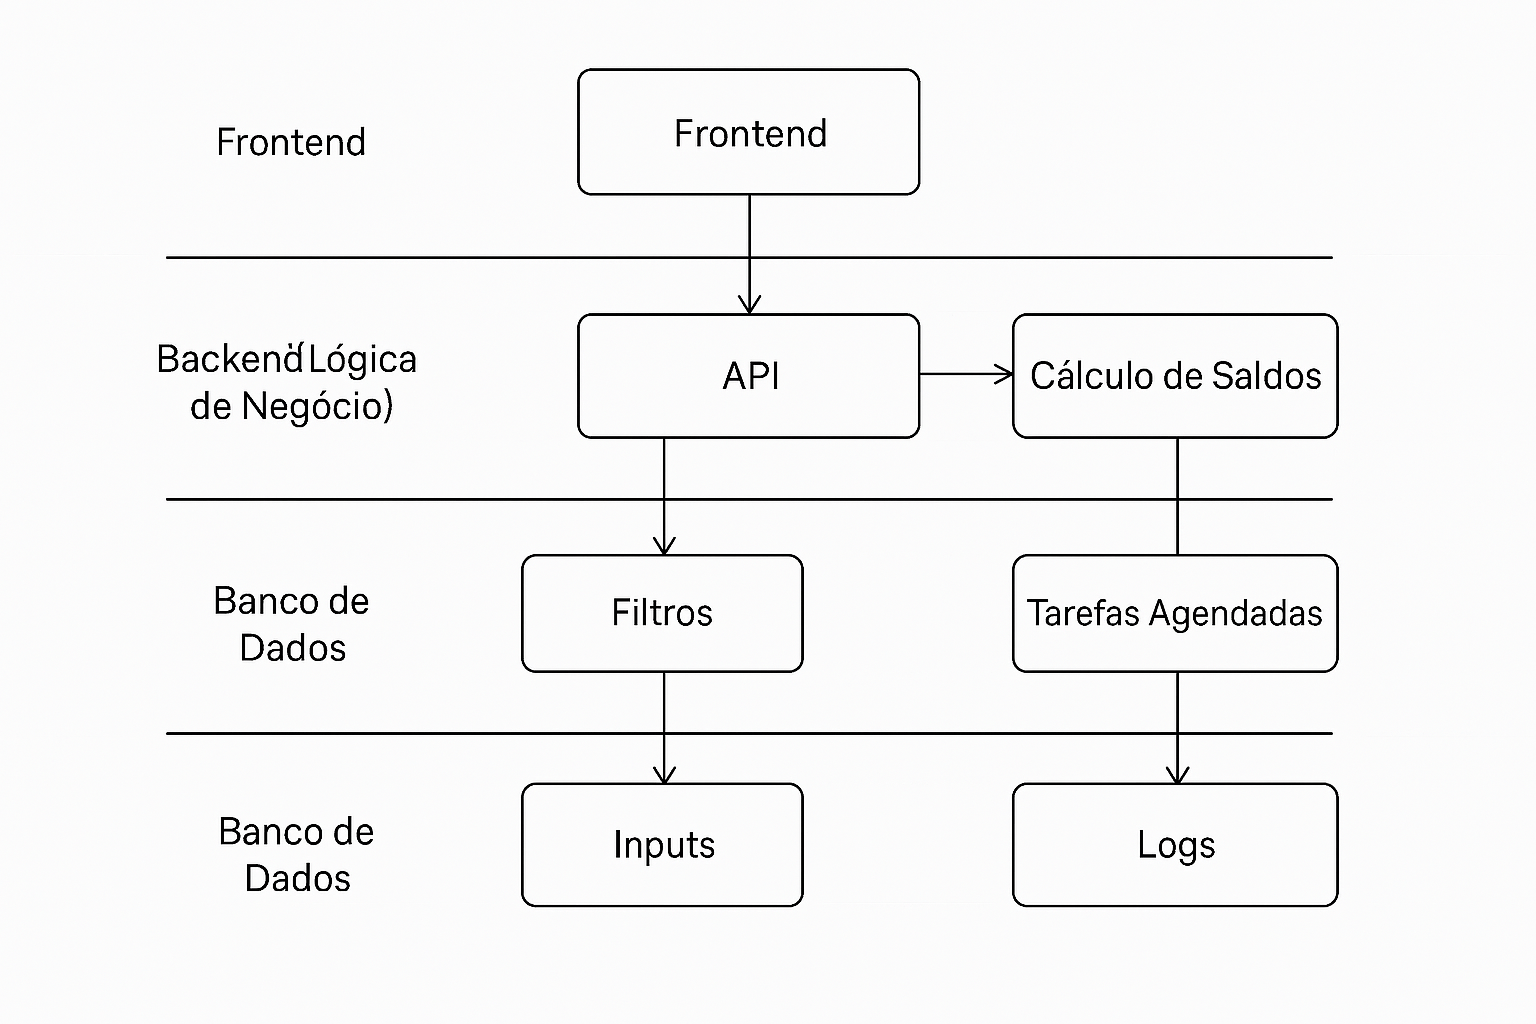 Frontend
Frontend
Backend(Lógica
de Negócio)
API
Cálculo de Saldos
Banco de
Dados
Filtros
Tarefas Agendadas
Banco de
Dados
Inputs
Logs